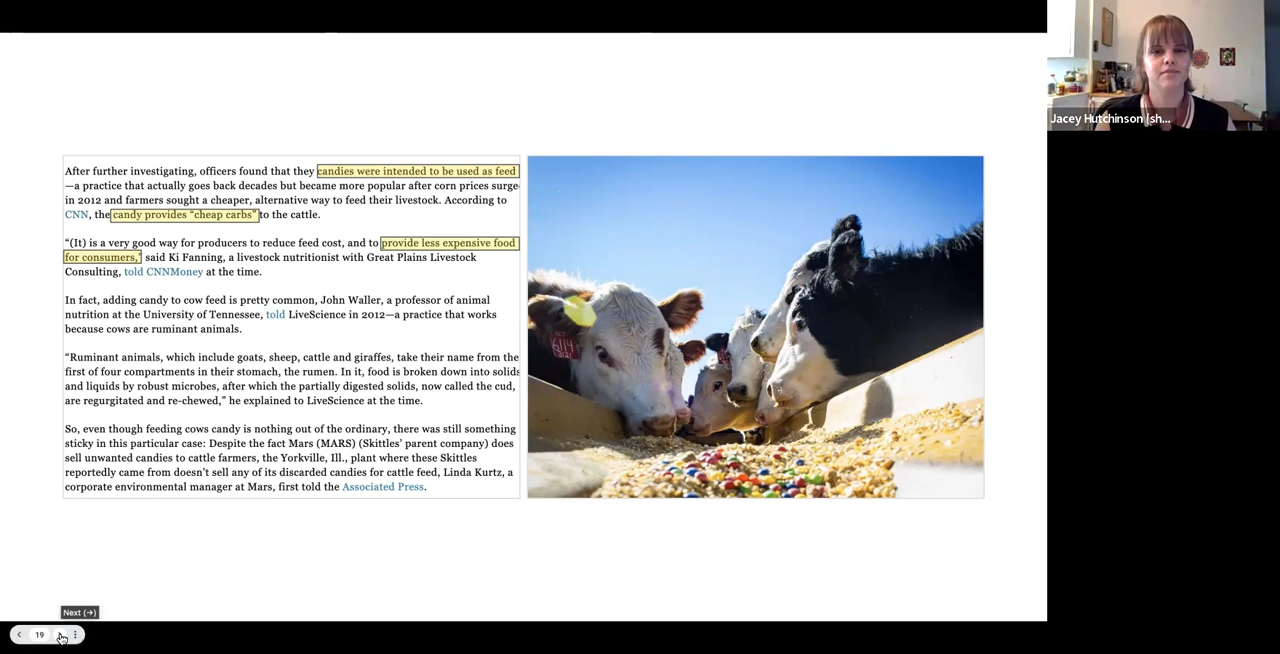 Jacey Hutchinson (sh...
After further investigating, officers found that they candies were intended to be used as feed
—a practice that actually goes back decades but became more popular after corn prices surge
in 2012 and farmers sought a cheaper, alternative way to feed their livestock. According to
CNN, the candy provides “cheap carbs” to the cattle.
“(It) is a very good way for producers to reduce feed cost, and to provide less expensive food
for consumers,” said Ki Fanning, a livestock nutritionist with Great Plains Livestock
Consulting, told CNNMoney at the time.
In fact, adding candy to cow feed is pretty common, John Waller, a professor of animal
nutrition at the University of Tennessee, told LiveScience in 2012—a practice that works
because cows are ruminant animals.
“Ruminant animals, which include goats, sheep, cattle and giraffes, take their name from the
first of four compartments in their stomach, the rumen. In it, food is broken down into solids
and liquids by robust microbes, after which the partially digested solids, now called the cud,
are regurgitated and re-chewed,” he explained to LiveScience at the time.
So, even though feeding cows candy is nothing out of the ordinary, there was still something
sticky in this particular case: Despite the fact Mars (MARS) (Skittles’ parent company) does
sell unwanted candies to cattle farmers, the Yorkville, Ill., plant where these Skittles
reportedly came from doesn’t sell any of its discarded candies for cattle feed, Linda Kurtz, a
corporate environmental manager at Mars, first told the Associated Press.
6114
Next (→)
19